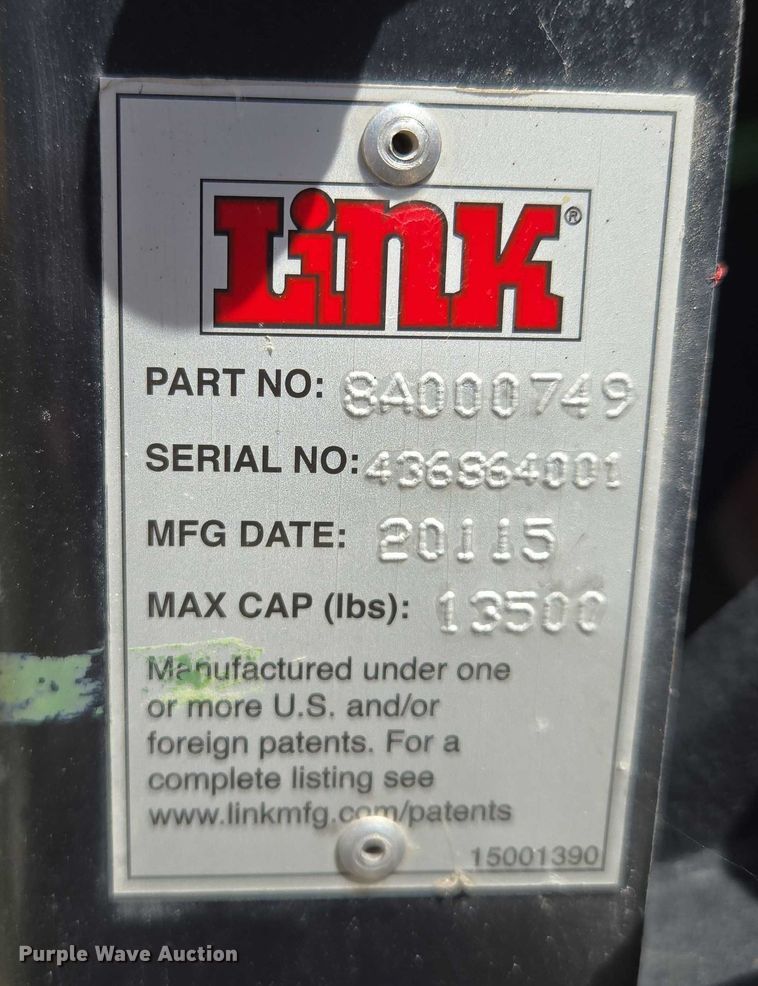 Link®
PART NO: 8A000749
SERIAL NO: 436864001
MFG DATE: 20115
MAX CAP (lbs): 13500
Manufactured under one
or more U.S. and/or
foreign patents. For a
complete listing see
www.linkmfg.com/patents
15001390
Purple Wave Auction